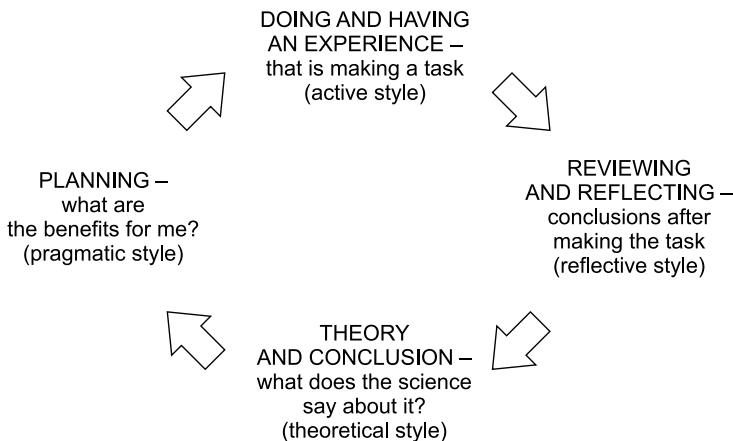 DOING AND HAVING
AN EXPERIENCE –
that is making a task
(active style)
REVIEWING
AND REFLECTING –
conclusions after
making the task
(reflective style)
THEORY
AND CONCLUSION –
what does the science
say about it?
(theoretical style)
PLANNING –
what are
the benefits for me?
(pragmatic style)